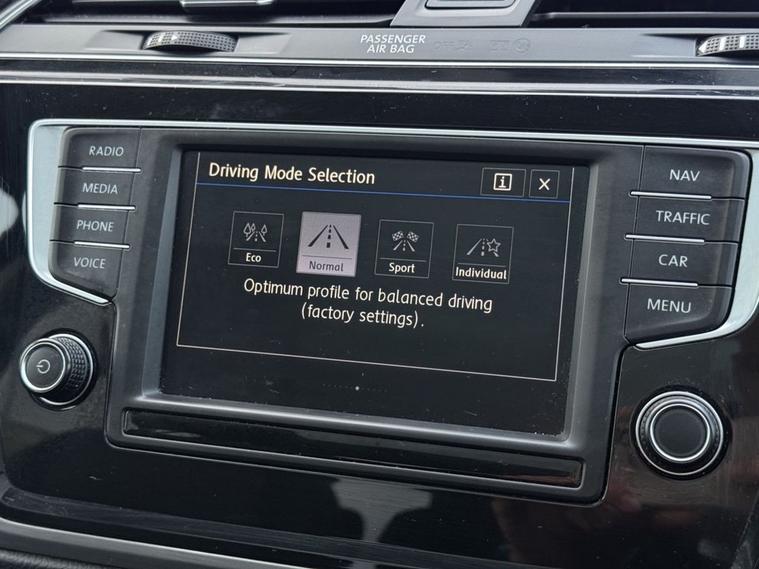 PASSENGER
AIR BAG
RADIO
MEDIA
PHONE
VOICE
Driving Mode Selection
i
X
Eco
Normal
Sport
Individual
Optimum profile for balanced driving
(factory settings).
NAV
TRAFFIC
CAR
MENU